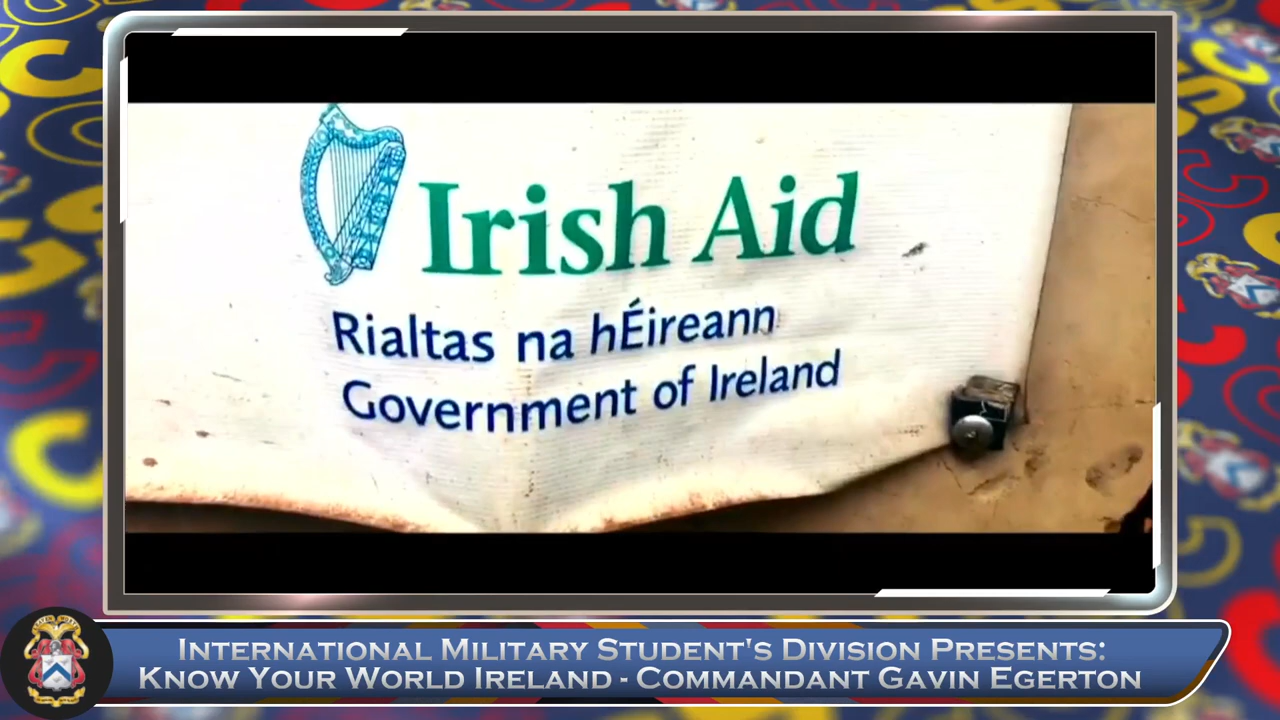 Irish Aid
Rialtas na hÉireann
Government of Ireland
INTERNATIONAL MILITARY STUDENT'S DIVISION PRESENTS:
KNOW YOUR WORLD IRELAND - COMMANDANT GAVIN EGERTON